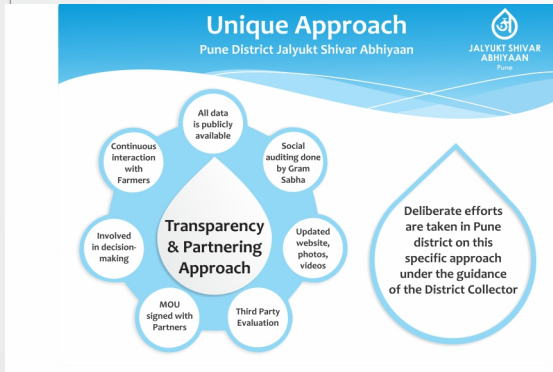 Unique Approach
Pune District Jalyukt Shivar Abhiyaan
JALYUKT SHIVAR
ABHIYAAN
Pune
All data
is publicly
available
Social
auditing done
by Gram
Sabha
Updated
website,
photos,
videos
Third Party
Evaluation
MOU
signed with
Partners
Involved
in decision-
making
Continuous
interaction
with
Farmers
Transparency
& Partnering
Approach
Deliberate efforts
are taken in Pune
district on this
specific approach
under the guidance
of the District Collector